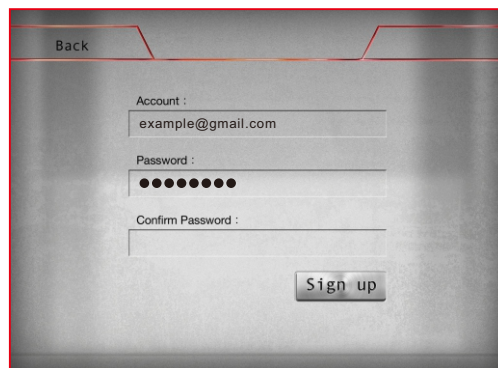 Back
Account :
example@gmail.com
Password :
●●●●●●●●
Confirm Password :
Sign up